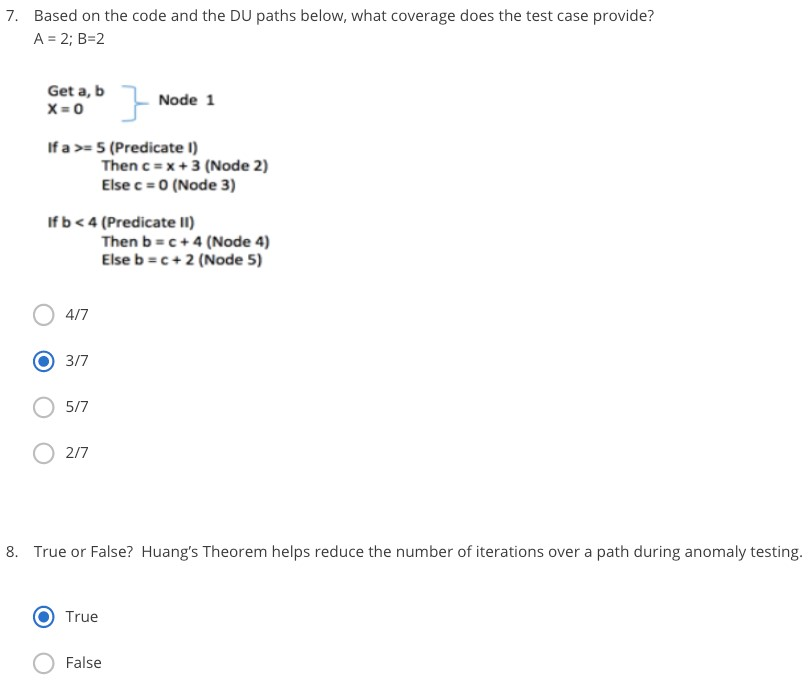 7. Based on the code and the DU paths below, what coverage does the test case provide?
A = 2; B=2
Get a, b
X = 0
Node 1
If a >= 5 (Predicate I)
Then c = x + 3 (Node 2)
Else c = 0 (Node 3)
If b < 4 (Predicate II)
Then b = c + 4 (Node 4)
Else b = c + 2 (Node 5)
4/7
3/7
5/7
2/7
8. True or False? Huang's Theorem helps reduce the number of iterations over a path during anomaly testing.
True
False